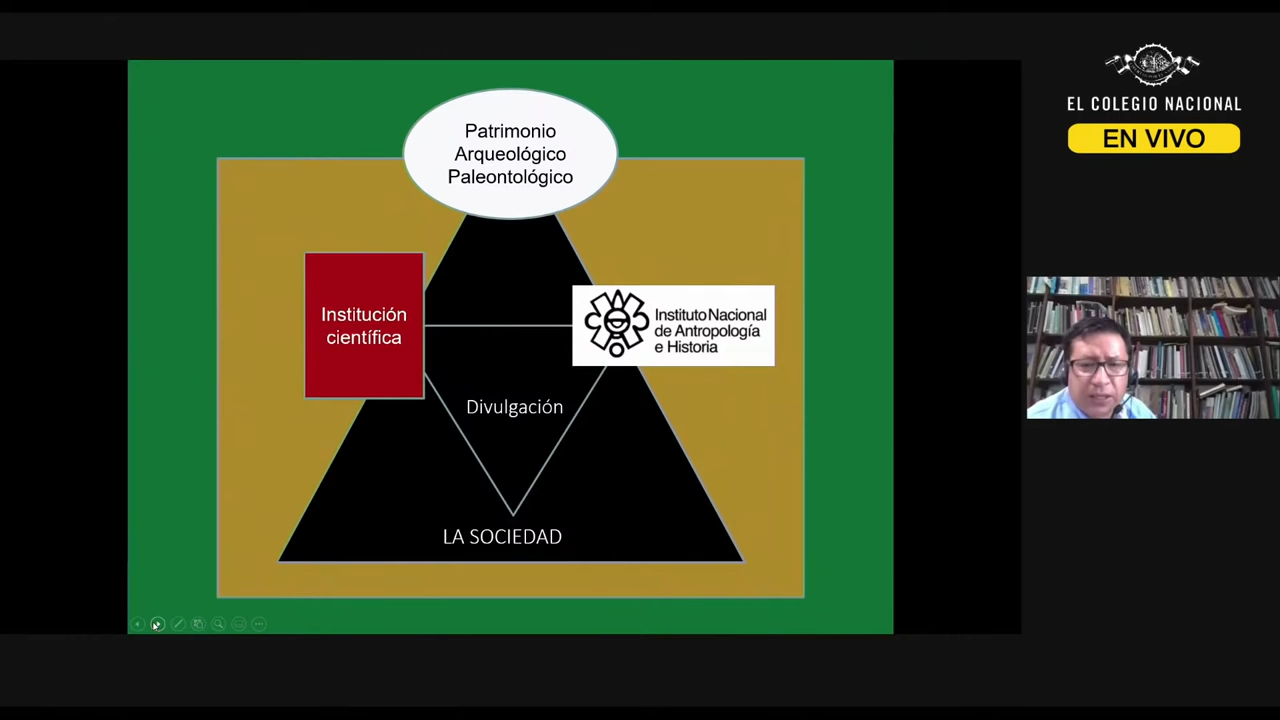 Patrimonio
Arqueológico
Paleontológico
Institución
científica
Instituto Nacional
de Antropología
e Historia
Divulgación
LA SOCIEDAD
EL COLEGIO NACIONAL
EN VIVO